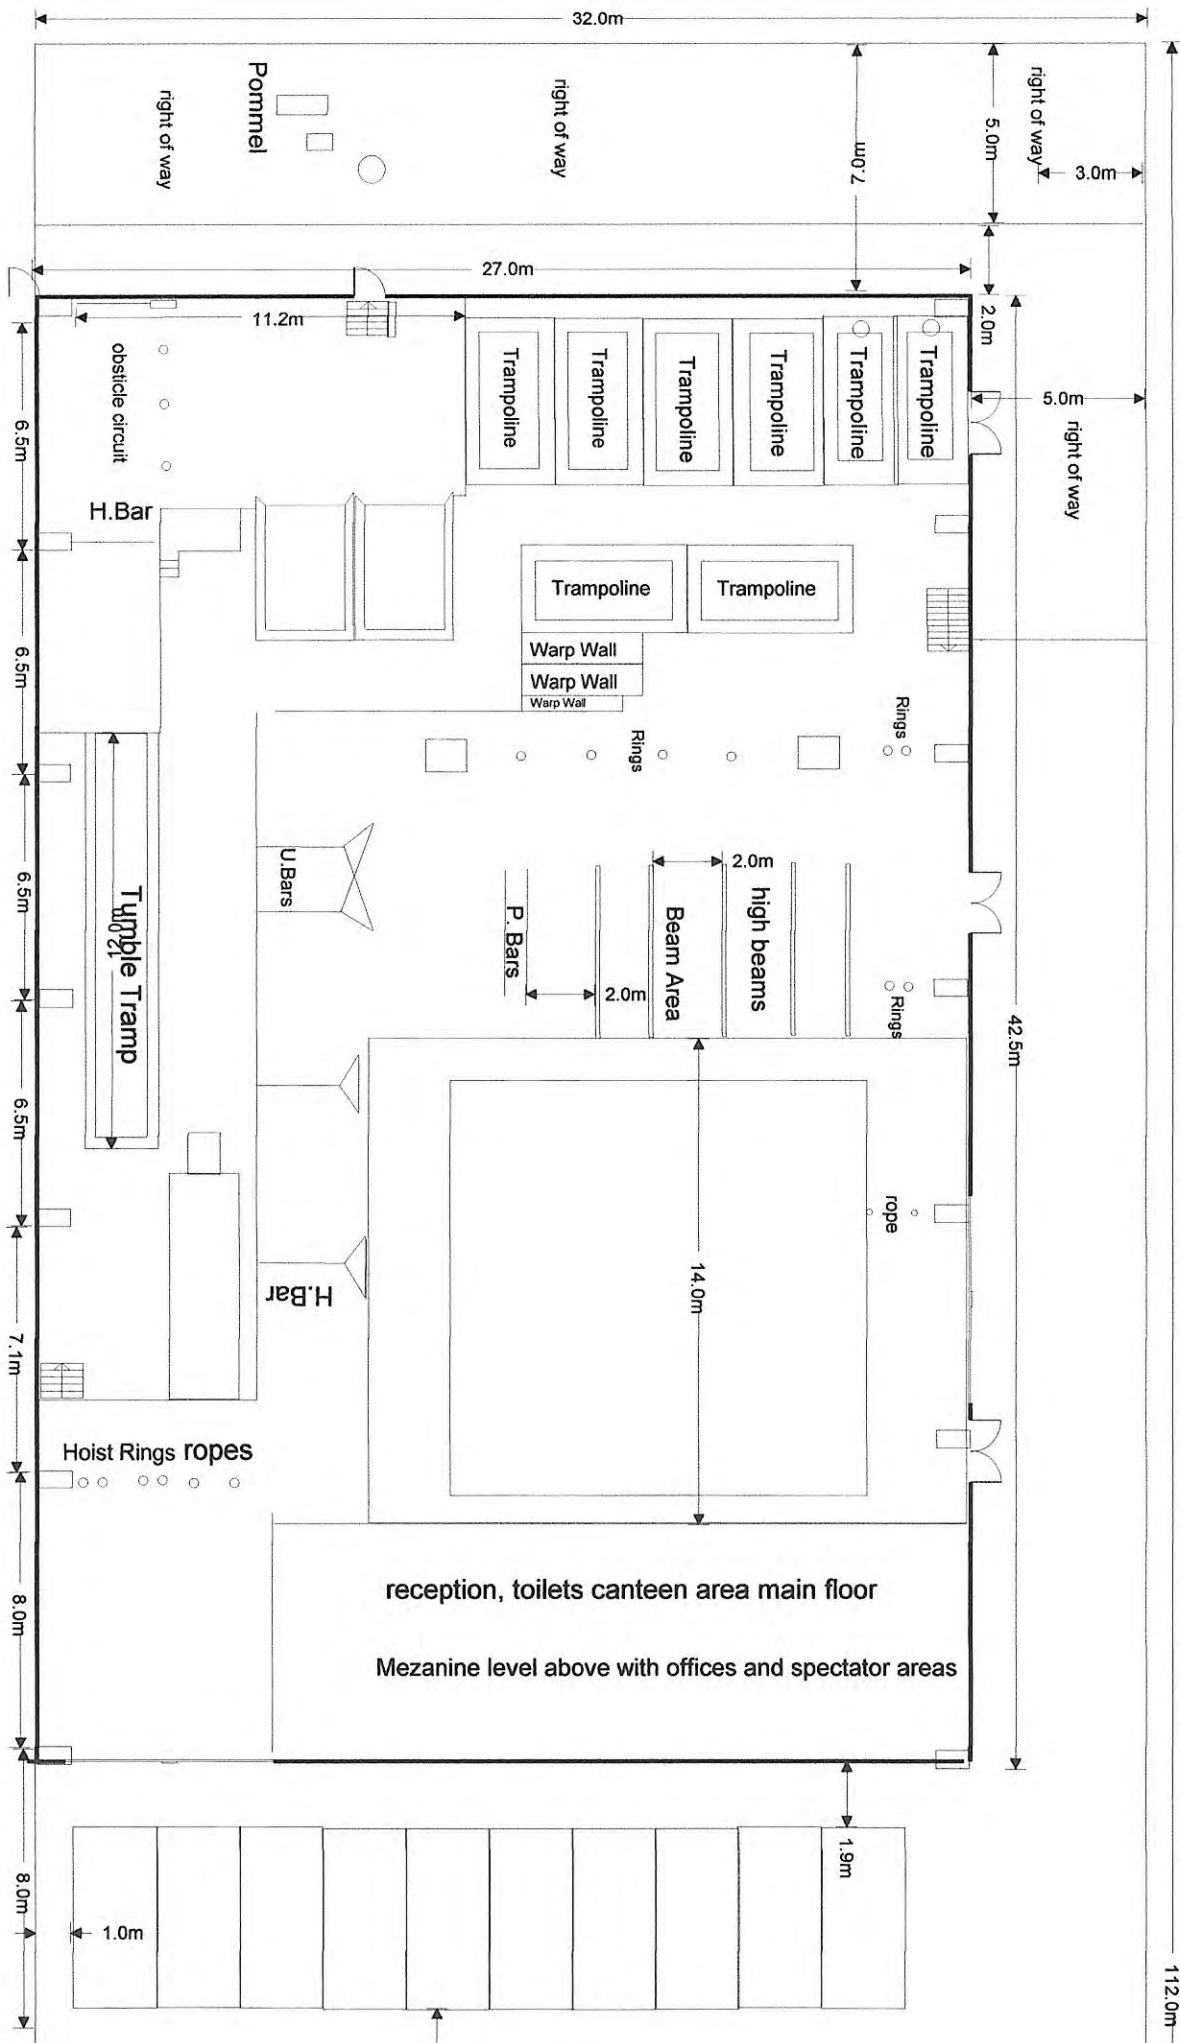 32.0m
112.0m
right of way
Pommel
right of way
7.0m
5.0m
right of way
3.0m
27.0m
2.0m
11.2m
5.0m
right of way
6.5m
obsticle circuit
Trampoline
Trampoline
Trampoline
Trampoline
Trampoline
Trampoline
H.Bar
Trampoline
Trampoline
6.5m
Warp Wall
Warp Wall
Warp Wall
Rings
Rings
6.5m
Tumble Tramp
12.0m
U.Bars
P. Bars
2.0m
Beam Area
2.0m
high beams
Rings
42.5m
6.5m
rope
14.0m
H.Bar
7.1m
Hoist Rings ropes
8.0m
reception, toilets canteen area main floor
Mezanine level above with offices and spectator areas
1.9m
8.0m
1.0m